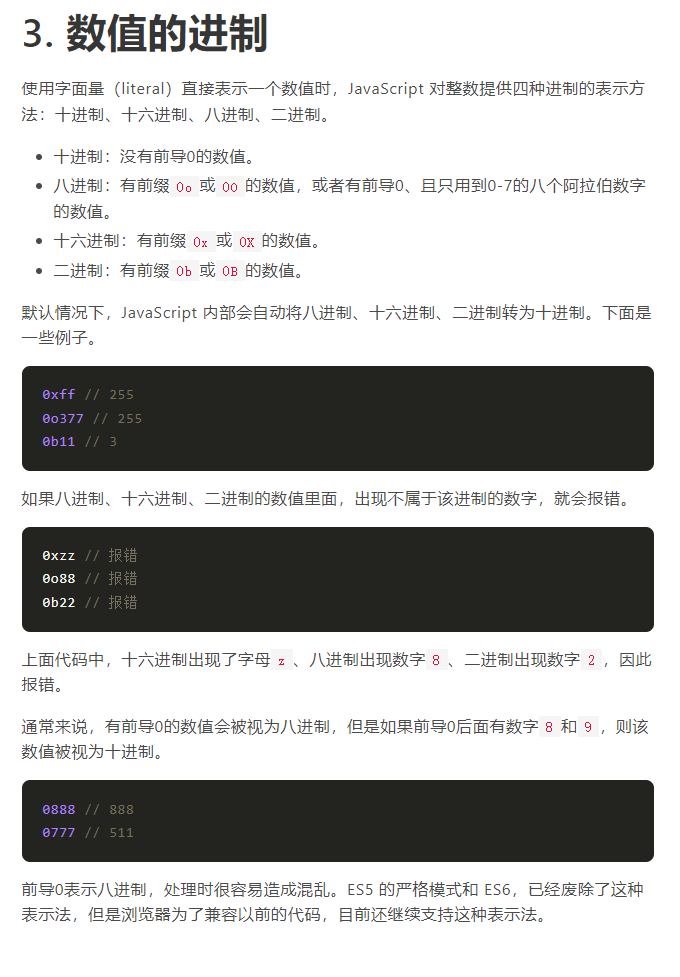 3. 数值的进制
使用字面量（literal）直接表示一个数值时，JavaScript 对整数提供四种进制的表示方
法：十进制、十六进制、八进制、二进制。
十进制：没有前导0的数值。
八进制：有前缀0o或0O的数值，或者有前导0、且只用到0-7的八个阿拉伯数字
的数值。
十六进制：有前缀0x或0X的数值。
二进制：有前缀0b或0B的数值。
默认情况下，JavaScript 内部会自动将八进制、十六进制、二进制转为十进制。下面是
一些例子。
0xff // 255
0o377 // 255
0b11 // 3
如果八进制、十六进制、二进制的数值里面，出现不属于该进制的数字，就会报错。
0xzz // 报错
0o88 // 报错
0b22 // 报错
上面代码中，十六进制出现了字母z、八进制出现数字8、二进制出现数字2，因此
报错。
通常来说，有前导0的数值会被视为八进制，但是如果前导0后面有数字8和9，则该
数值被视为十进制。
0888 // 888
0777 // 511
前导0表示八进制，处理时很容易造成混乱。ES5 的严格模式和 ES6，已经废除了这种
表示法，但是浏览器为了兼容以前的代码，目前还继续支持这种表示法。